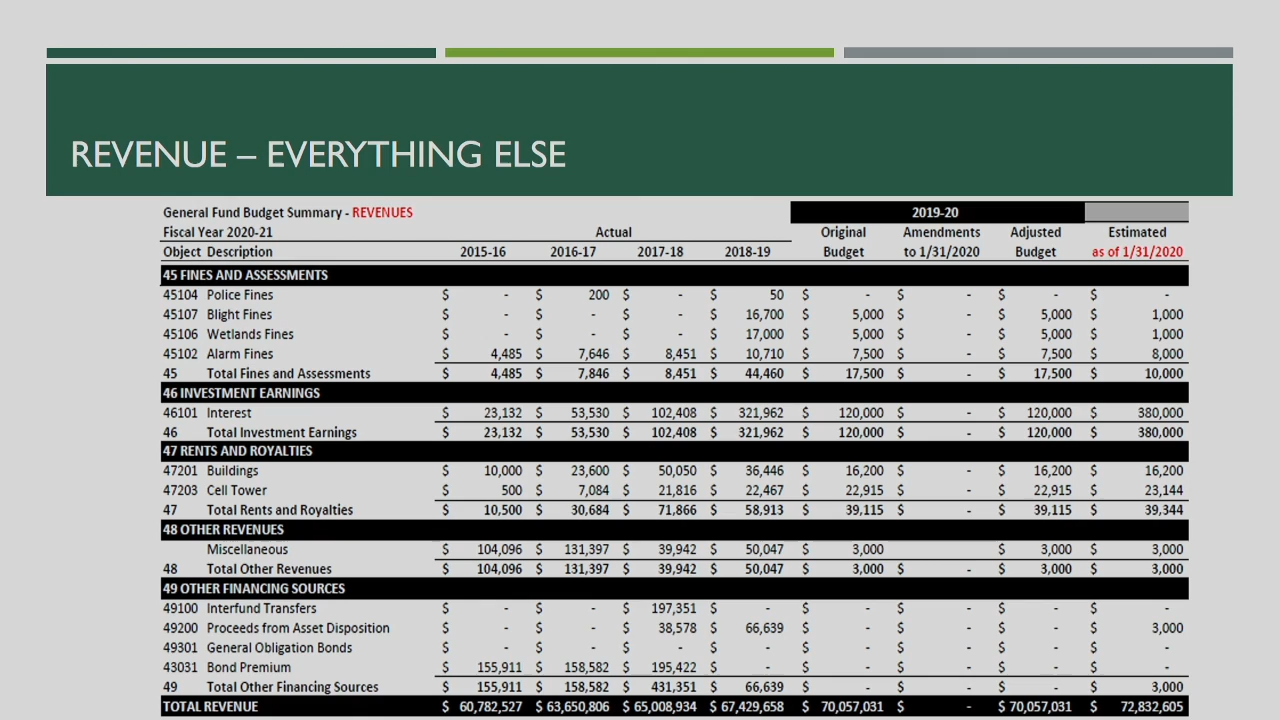 REVENUE – EVERYTHING ELSE
General Fund Budget Summary - REVENUES 2019-20
Fiscal Year 2020-21 Actual Original Amendments Adjusted Estimated
Object Description 2015-16 2016-17 2017-18 2018-19 Budget to 1/31/2020 Budget as of 1/31/2020
45 FINES AND ASSESSMENTS
45104 Police Fines $ - $ 200 $ - $ 50 $ - $ - $ - $ -
45107 Blight Fines $ - $ - $ - $ 16,700 $ 5,000 $ - $ 5,000 $ 1,000
45106 Wetlands Fines $ - $ - $ - $ 17,000 $ 5,000 $ - $ 5,000 $ 1,000
45102 Alarm Fines $ 4,485 $ 7,646 $ 8,451 $ 10,710 $ 7,500 $ - $ 7,500 $ 8,000
45 Total Fines and Assessments $ 4,485 $ 7,846 $ 8,451 $ 44,460 $ 17,500 $ - $ 17,500 $ 10,000
46 INVESTMENT EARNINGS
46101 Interest $ 23,132 $ 53,530 $ 102,408 $ 321,962 $ 120,000 $ - $ 120,000 $ 380,000
46 Total Investment Earnings $ 23,132 $ 53,530 $ 102,408 $ 321,962 $ 120,000 $ - $ 120,000 $ 380,000
47 RENTS AND ROYALTIES
47201 Buildings $ 10,000 $ 23,600 $ 50,050 $ 36,446 $ 16,200 $ - $ 16,200 $ 16,200
47203 Cell Tower $ 500 $ 7,084 $ 21,816 $ 22,467 $ 22,915 $ - $ 22,915 $ 23,144
47 Total Rents and Royalties $ 10,500 $ 30,684 $ 71,866 $ 58,913 $ 39,115 $ - $ 39,115 $ 39,344
48 OTHER REVENUES
Miscellaneous $ 104,096 $ 131,397 $ 39,942 $ 50,047 $ 3,000 $ 3,000 $ 3,000
48 Total Other Revenues $ 104,096 $ 131,397 $ 39,942 $ 50,047 $ 3,000 $ - $ 3,000 $ 3,000
49 OTHER FINANCING SOURCES
49100 Interfund Transfers $ - $ - $ 197,351 $ - $ - $ - $ - $ -
49200 Proceeds from Asset Disposition $ - $ - $ 38,578 $ 66,639 $ - $ - $ - $ 3,000
49301 General Obligation Bonds $ - $ - $ - $ - $ - $ - $ - $ -
43031 Bond Premium $ 155,911 $ 158,582 $ 195,422 $ - $ - $ - $ - $ -
49 Total Other Financing Sources $ 155,911 $ 158,582 $ 431,351 $ 66,639 $ - $ - $ - $ 3,000
TOTAL REVENUE $ 60,782,527 $ 63,650,806 $ 65,008,934 $ 67,429,658 $ 70,057,031 $ - $ 70,057,031 $ 72,832,605